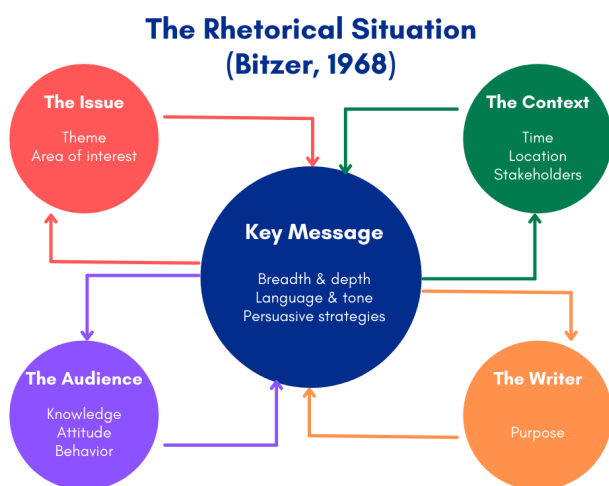 The Rhetorical Situation
(Bitzer, 1968)
The Issue
Theme
Area of interest
The Context
Time
Location
Stakeholders
Key Message
Breadth & depth
Language & tone
Persuasive strategies
The Audience
Knowledge
Attitude
Behavior
The Writer
Purpose